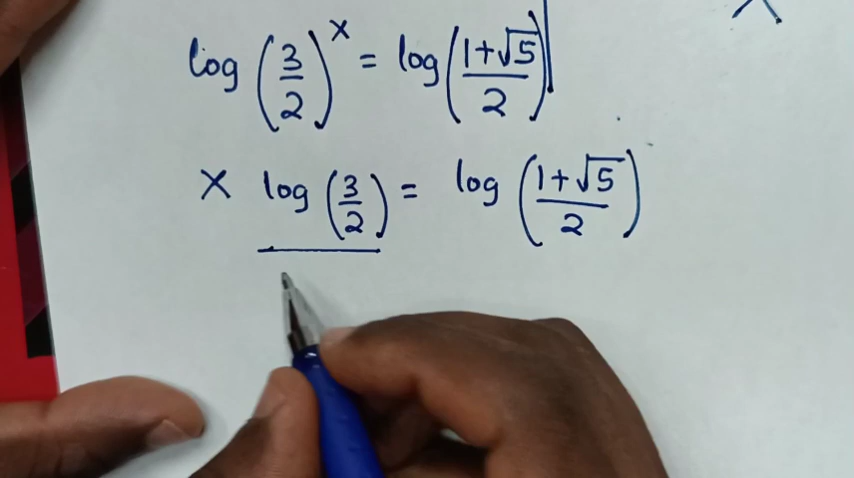 log (3/2)^x = log((1+√5)/2)
x log (3/2) = log ((1+√5)/2)